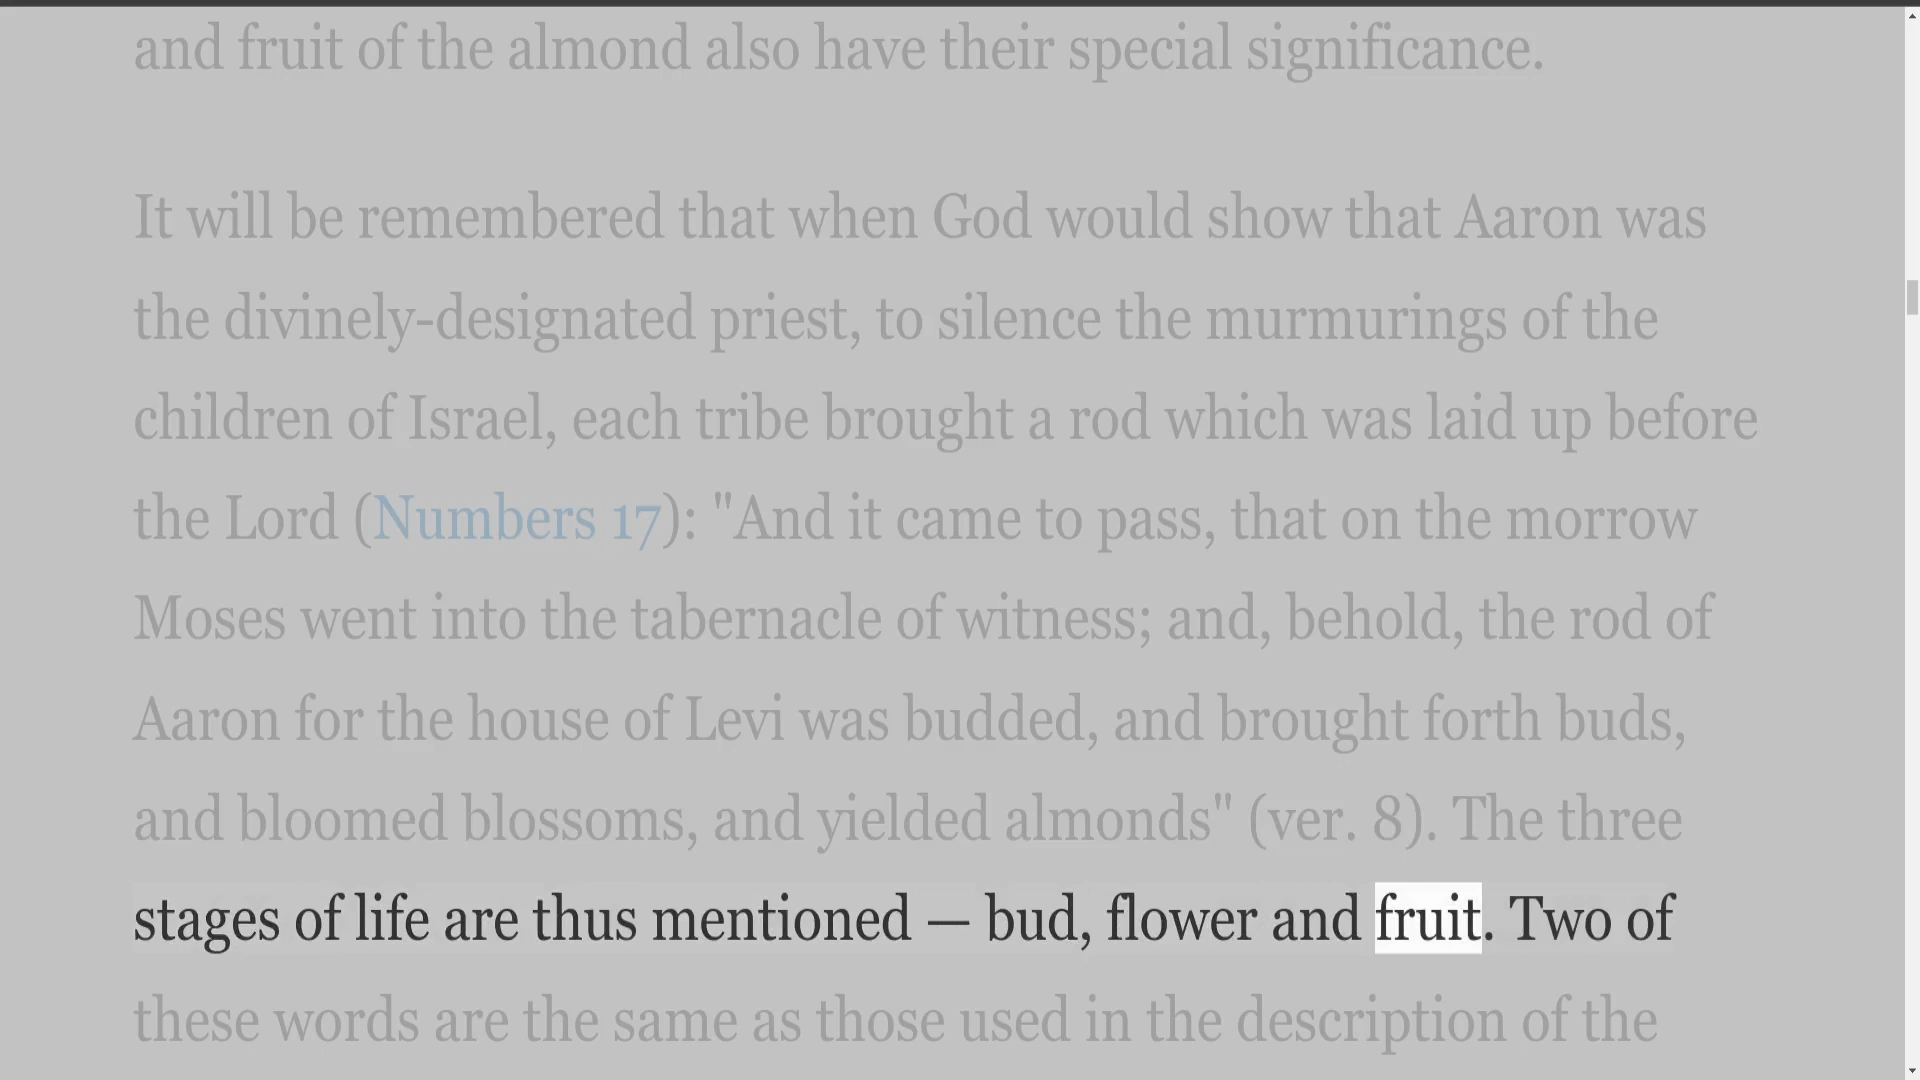 and fruit of the almond also have their special significance.
It will be remembered that when God would show that Aaron was
the divinely-designated priest, to silence the murmurings of the
children of Israel, each tribe brought a rod which was laid up before
the Lord (Numbers 17): "And it came to pass, that on the morrow
Moses went into the tabernacle of witness; and, behold, the rod of
Aaron for the house of Levi was budded, and brought forth buds,
and bloomed blossoms, and yielded almonds" (ver. 8). The three
stages of life are thus mentioned — bud, flower and fruit. Two of
these words are the same as those used in the description of the